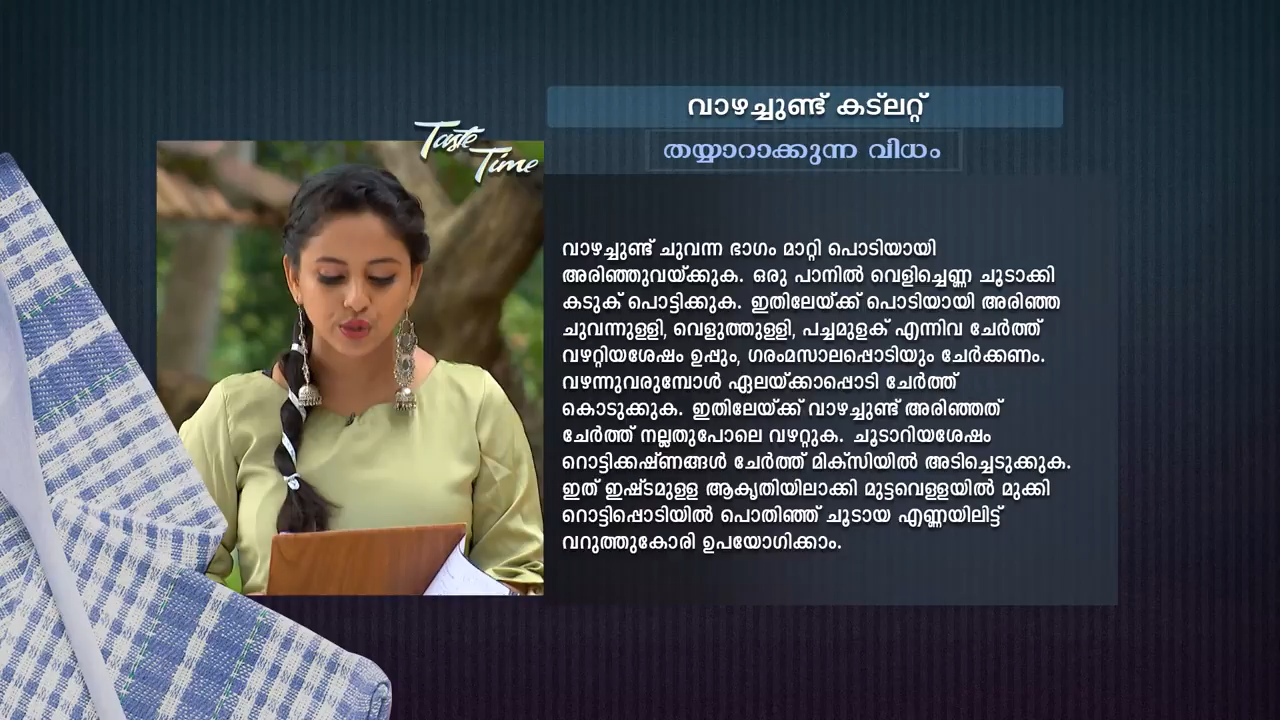 Taste
Time
വാഴച്ചുണ്ട് കട്‌ലറ്റ്
തയ്യാറാക്കുന്ന വിധം
വാഴച്ചുണ്ട് ചുവന്ന ഭാഗം മാറ്റി പൊടിയായി
അരിഞ്ഞുവയ്ക്കുക. ഒരു പാനിൽ വെളിച്ചെണ്ണ ചൂടാക്കി
കടുക് പൊട്ടിക്കുക. ഇതിലേയ്ക്ക് പൊടിയായി അരിഞ്ഞ
ചുവന്നുള്ളി, വെളുത്തുള്ളി, പച്ചമുളക് എന്നിവ ചേർത്ത്
വഴറ്റിയശേഷം ഉപ്പും, ഗരംമസാലപ്പൊടിയും ചേർക്കണം.
വഴന്നുവരുമ്പോൾ ഏലയ്ക്കാപ്പൊടി ചേർത്ത്
കൊടുക്കുക. ഇതിലേയ്ക്ക് വാഴച്ചുണ്ട് അരിഞ്ഞത്
ചേർത്ത് നല്ലതുപോലെ വഴറ്റുക. ചൂടാറിയശേഷം
റൊട്ടിക്കഷ്ണങ്ങൾ ചേർത്ത് മിക്സിയിൽ അടിച്ചെടുക്കുക.
ഇത് ഇഷ്ടമുള്ള ആകൃതിയിലാക്കി മുട്ടവെള്ളയിൽ മുക്കി
റൊട്ടിപ്പൊടിയിൽ പൊതിഞ്ഞ് ചൂടായ എണ്ണയിലിട്ട്
വറുത്തുകോരി ഉപയോഗിക്കാം.